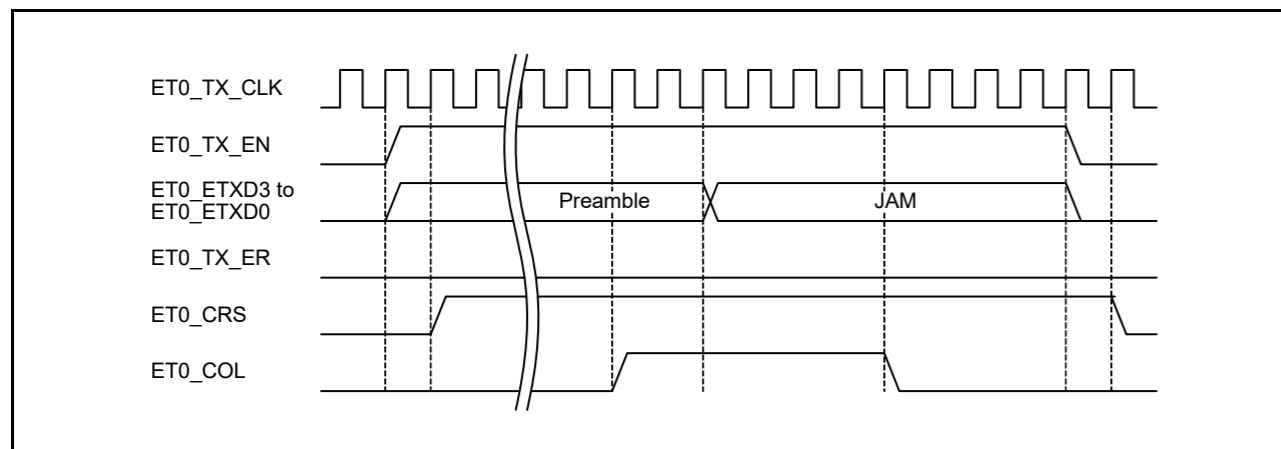 ET0_TX_CLK
ET0_TX_EN
ET0_ETXD3 to
ET0_ETXD0
Preamble
JAM
ET0_TX_ER
ET0_CRS
ET0_COL